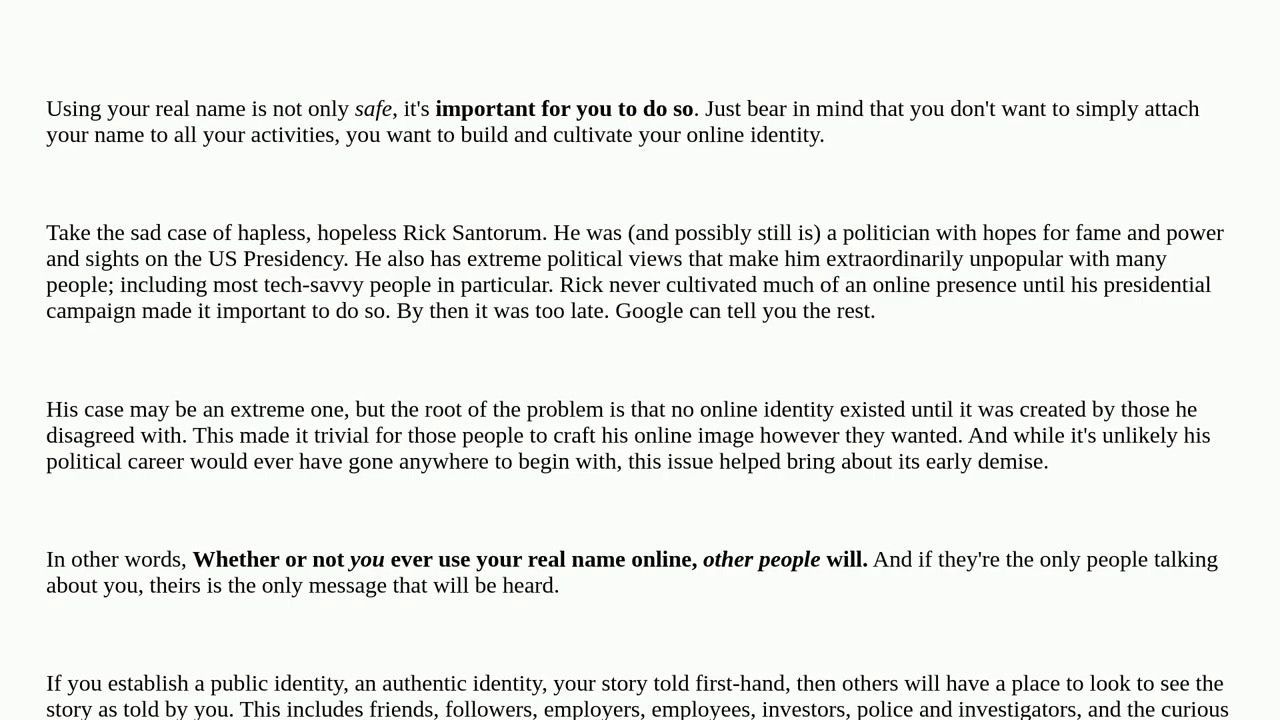 Using your real name is not only safe, it's important for you to do so. Just bear in mind that you don't want to simply attach
your name to all your activities, you want to build and cultivate your online identity.
Take the sad case of hapless, hopeless Rick Santorum. He was (and possibly still is) a politician with hopes for fame and power
and sights on the US Presidency. He also has extreme political views that make him extraordinarily unpopular with many
people; including most tech-savvy people in particular. Rick never cultivated much of an online presence until his presidential
campaign made it important to do so. By then it was too late. Google can tell you the rest.
His case may be an extreme one, but the root of the problem is that no online identity existed until it was created by those he
disagreed with. This made it trivial for those people to craft his online image however they wanted. And while it's unlikely his
political career would ever have gone anywhere to begin with, this issue helped bring about its early demise.
In other words, Whether or not you ever use your real name online, other people will. And if they're the only people talking
about you, theirs is the only message that will be heard.
If you establish a public identity, an authentic identity, your story told first-hand, then others will have a place to look to see the
story as told by you. This includes friends, followers, employers, employees, investors, police and investigators, and the curious